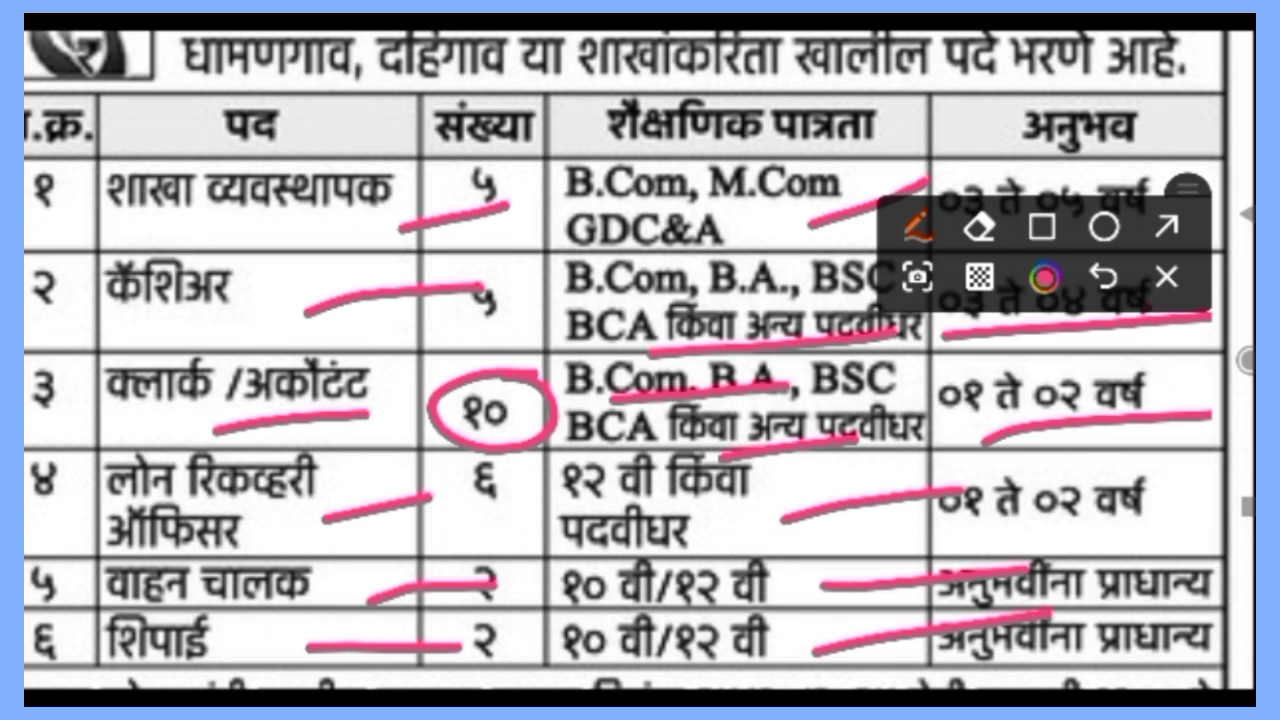 धामणगाव, दहिगाव या शाखांकरिता खालील पदे भरणे आहे.
.क्र. पद संख्या शैक्षणिक पात्रता अनुभव
१ शाखा व्यवस्थापक ५ B.Com, M.Com ०३ ते ०५ वर्ष
GDC&A
२ कॅशिअर ५ B.Com, B.A., BSC ०३ ते ०४ वर्ष
BCA किंवा अन्य पदवीधर
३ क्लार्क /अकौटंट १० B.Com. B.A., BSC ०१ ते ०२ वर्ष
BCA किंवा अन्य पदवीधर
४ लोन रिकव्हरी ६ १२ वी किंवा ०१ ते ०२ वर्ष
ऑफिसर पदवीधर
५ वाहन चालक २ १० वी/१२ वी अनुभवींना प्राधान्य
६ शिपाई २ १० वी/१२ वी अनुभवींना प्राधान्य